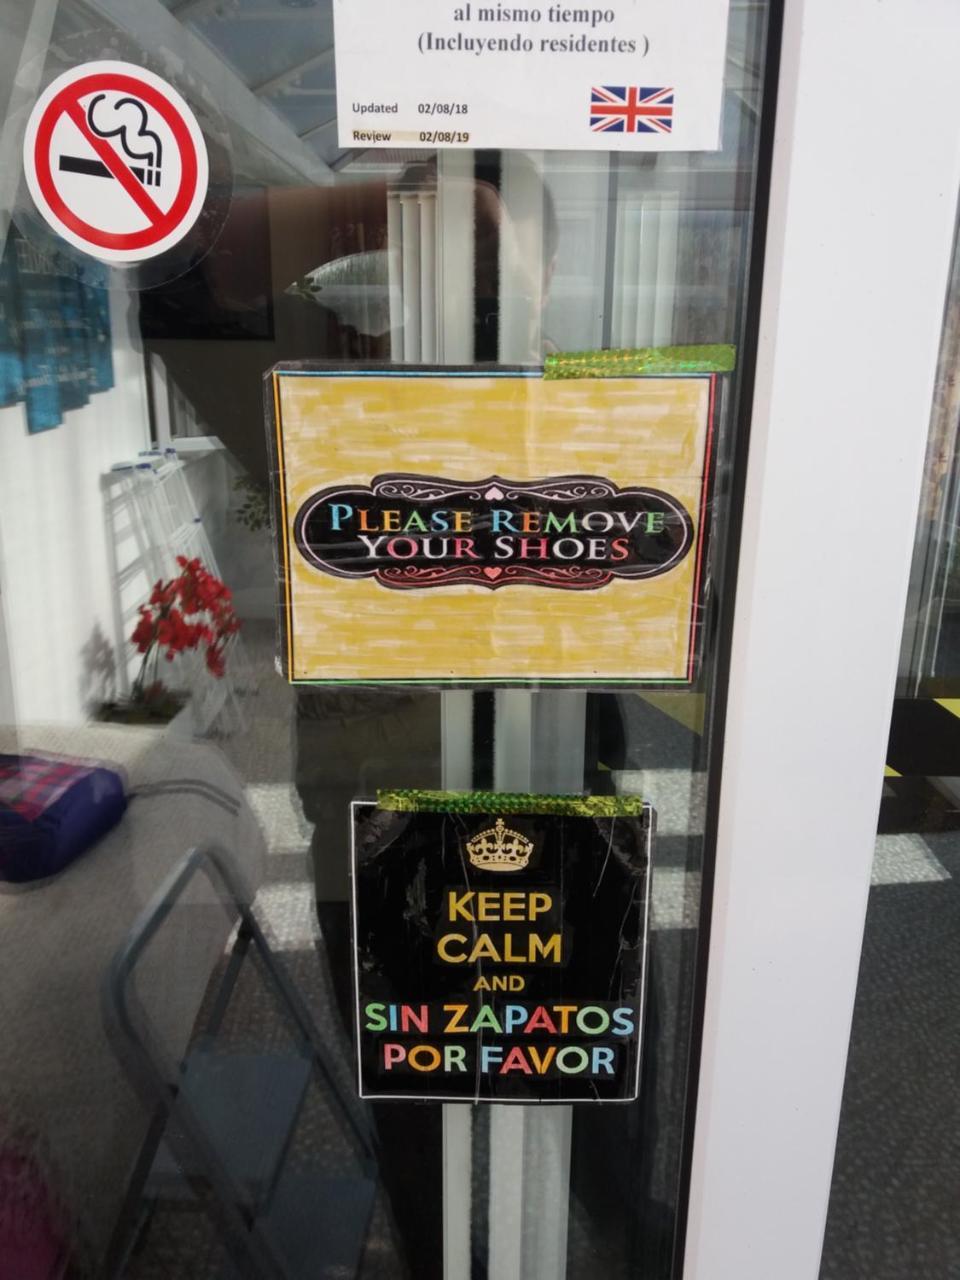 al mismo tiempo
(Incluyendo residentes )
Updated 02/08/18
Review 02/08/19
PLEASE REMOVE
YOUR SHOES
KEEP
CALM
AND
SIN ZAPATOS
POR FAVOR